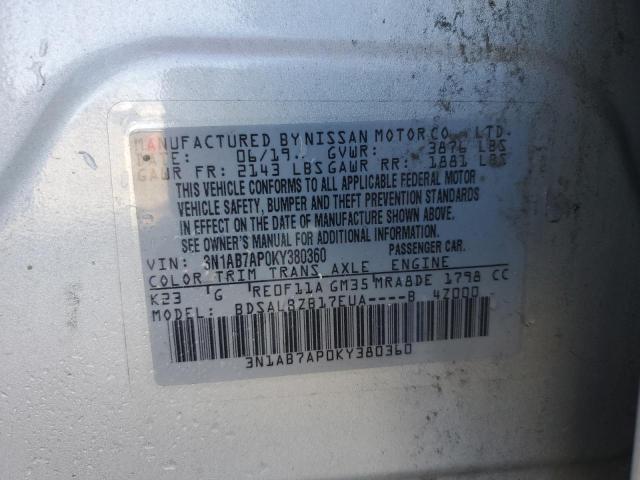 MANUFACTURED BY NISSAN MOTOR CO., LTD.
DATE: 06/19.. GVWR: 3876 LBS
GAWR FR: 2143 LBS GAWR RR: 1881 LBS
THIS VEHICLE CONFORMS TO ALL APPLICABLE FEDERAL MOTOR
VEHICLE SAFETY, BUMPER AND THEFT PREVENTION STANDARDS
IN EFFECT ON THE DATE OF MANUFACTURE SHOWN ABOVE.
SEE OWNER'S MANUAL FOR ADDITIONAL INFORMATION.
VIN: 3N1AB7AP0KY380360 PASSENGER CAR.
COLOR TRIM TRANS AXLE ENGINE
K23 G RE0F11A GM35 MRA8DE 1798 CC
MODEL: BDSALRZB17EUA----B 4Z000
3N1AB7AP0KY380360